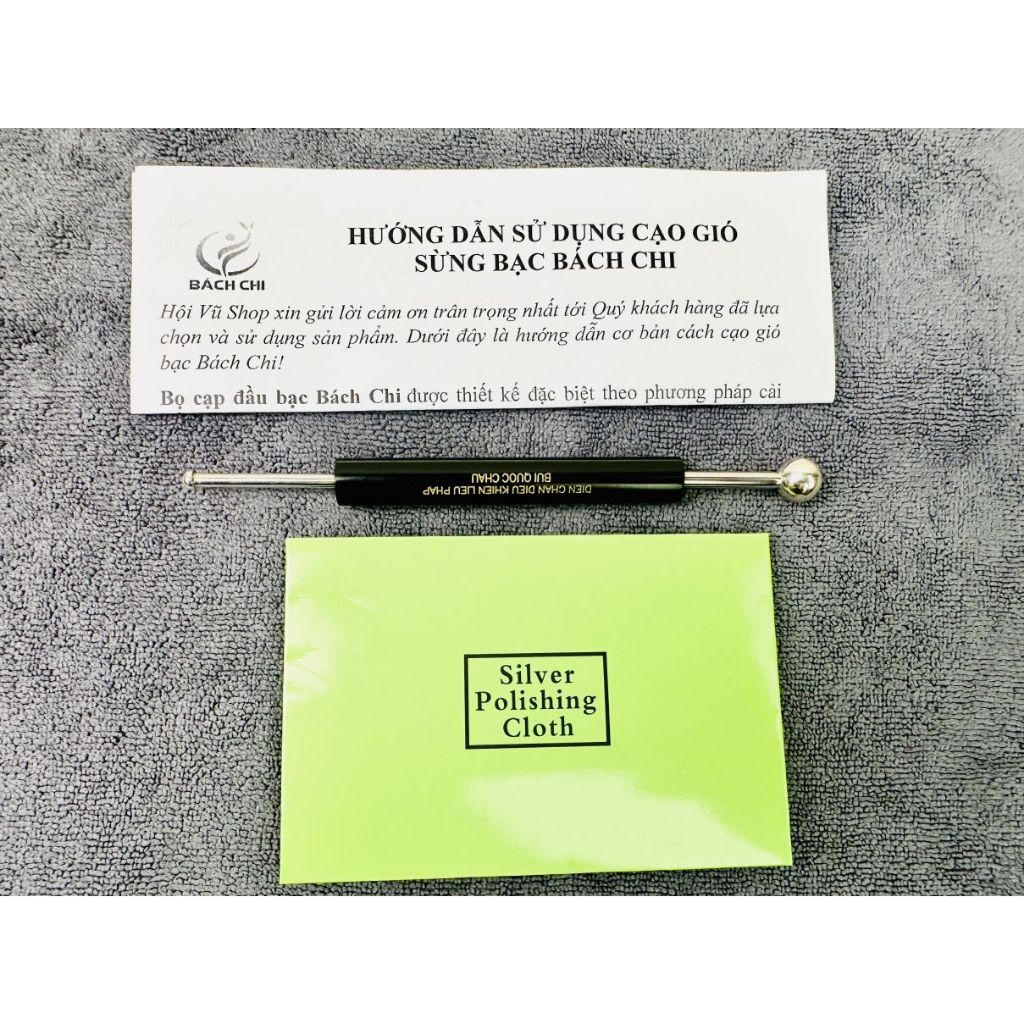 BÁCH CHI
HƯỚNG DẪN SỬ DỤNG CẠO GIÓ
SỪNG BẠC BÁCH CHI
Hội Vũ Shop xin gửi lời cảm ơn trân trọng nhất tới Quý khách hàng đã lựa
chọn và sử dụng sản phẩm. Dưới đây là hướng dẫn cơ bản cách cạo gió
bạc Bách Chi!
Bọ cạp đầu bạc Bách Chi được thiết kế đặc biệt theo phương pháp cải
DIEN CHAN DIEU KHIEN LIEU PHAP
BUI QUOC CHAU
Silver
Polishing
Cloth